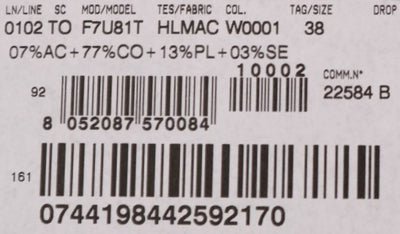 LN/LINE SC MOD/MODEL TES/FABRIC COL. TAG/SIZE DROP
0102 TO F7U81T HLMAC W0001 38
07%AC+77%CO+13%PL+03%SE
10002 COMM.N°
92 22584 B
8 052087 570084
161
0744198442592170